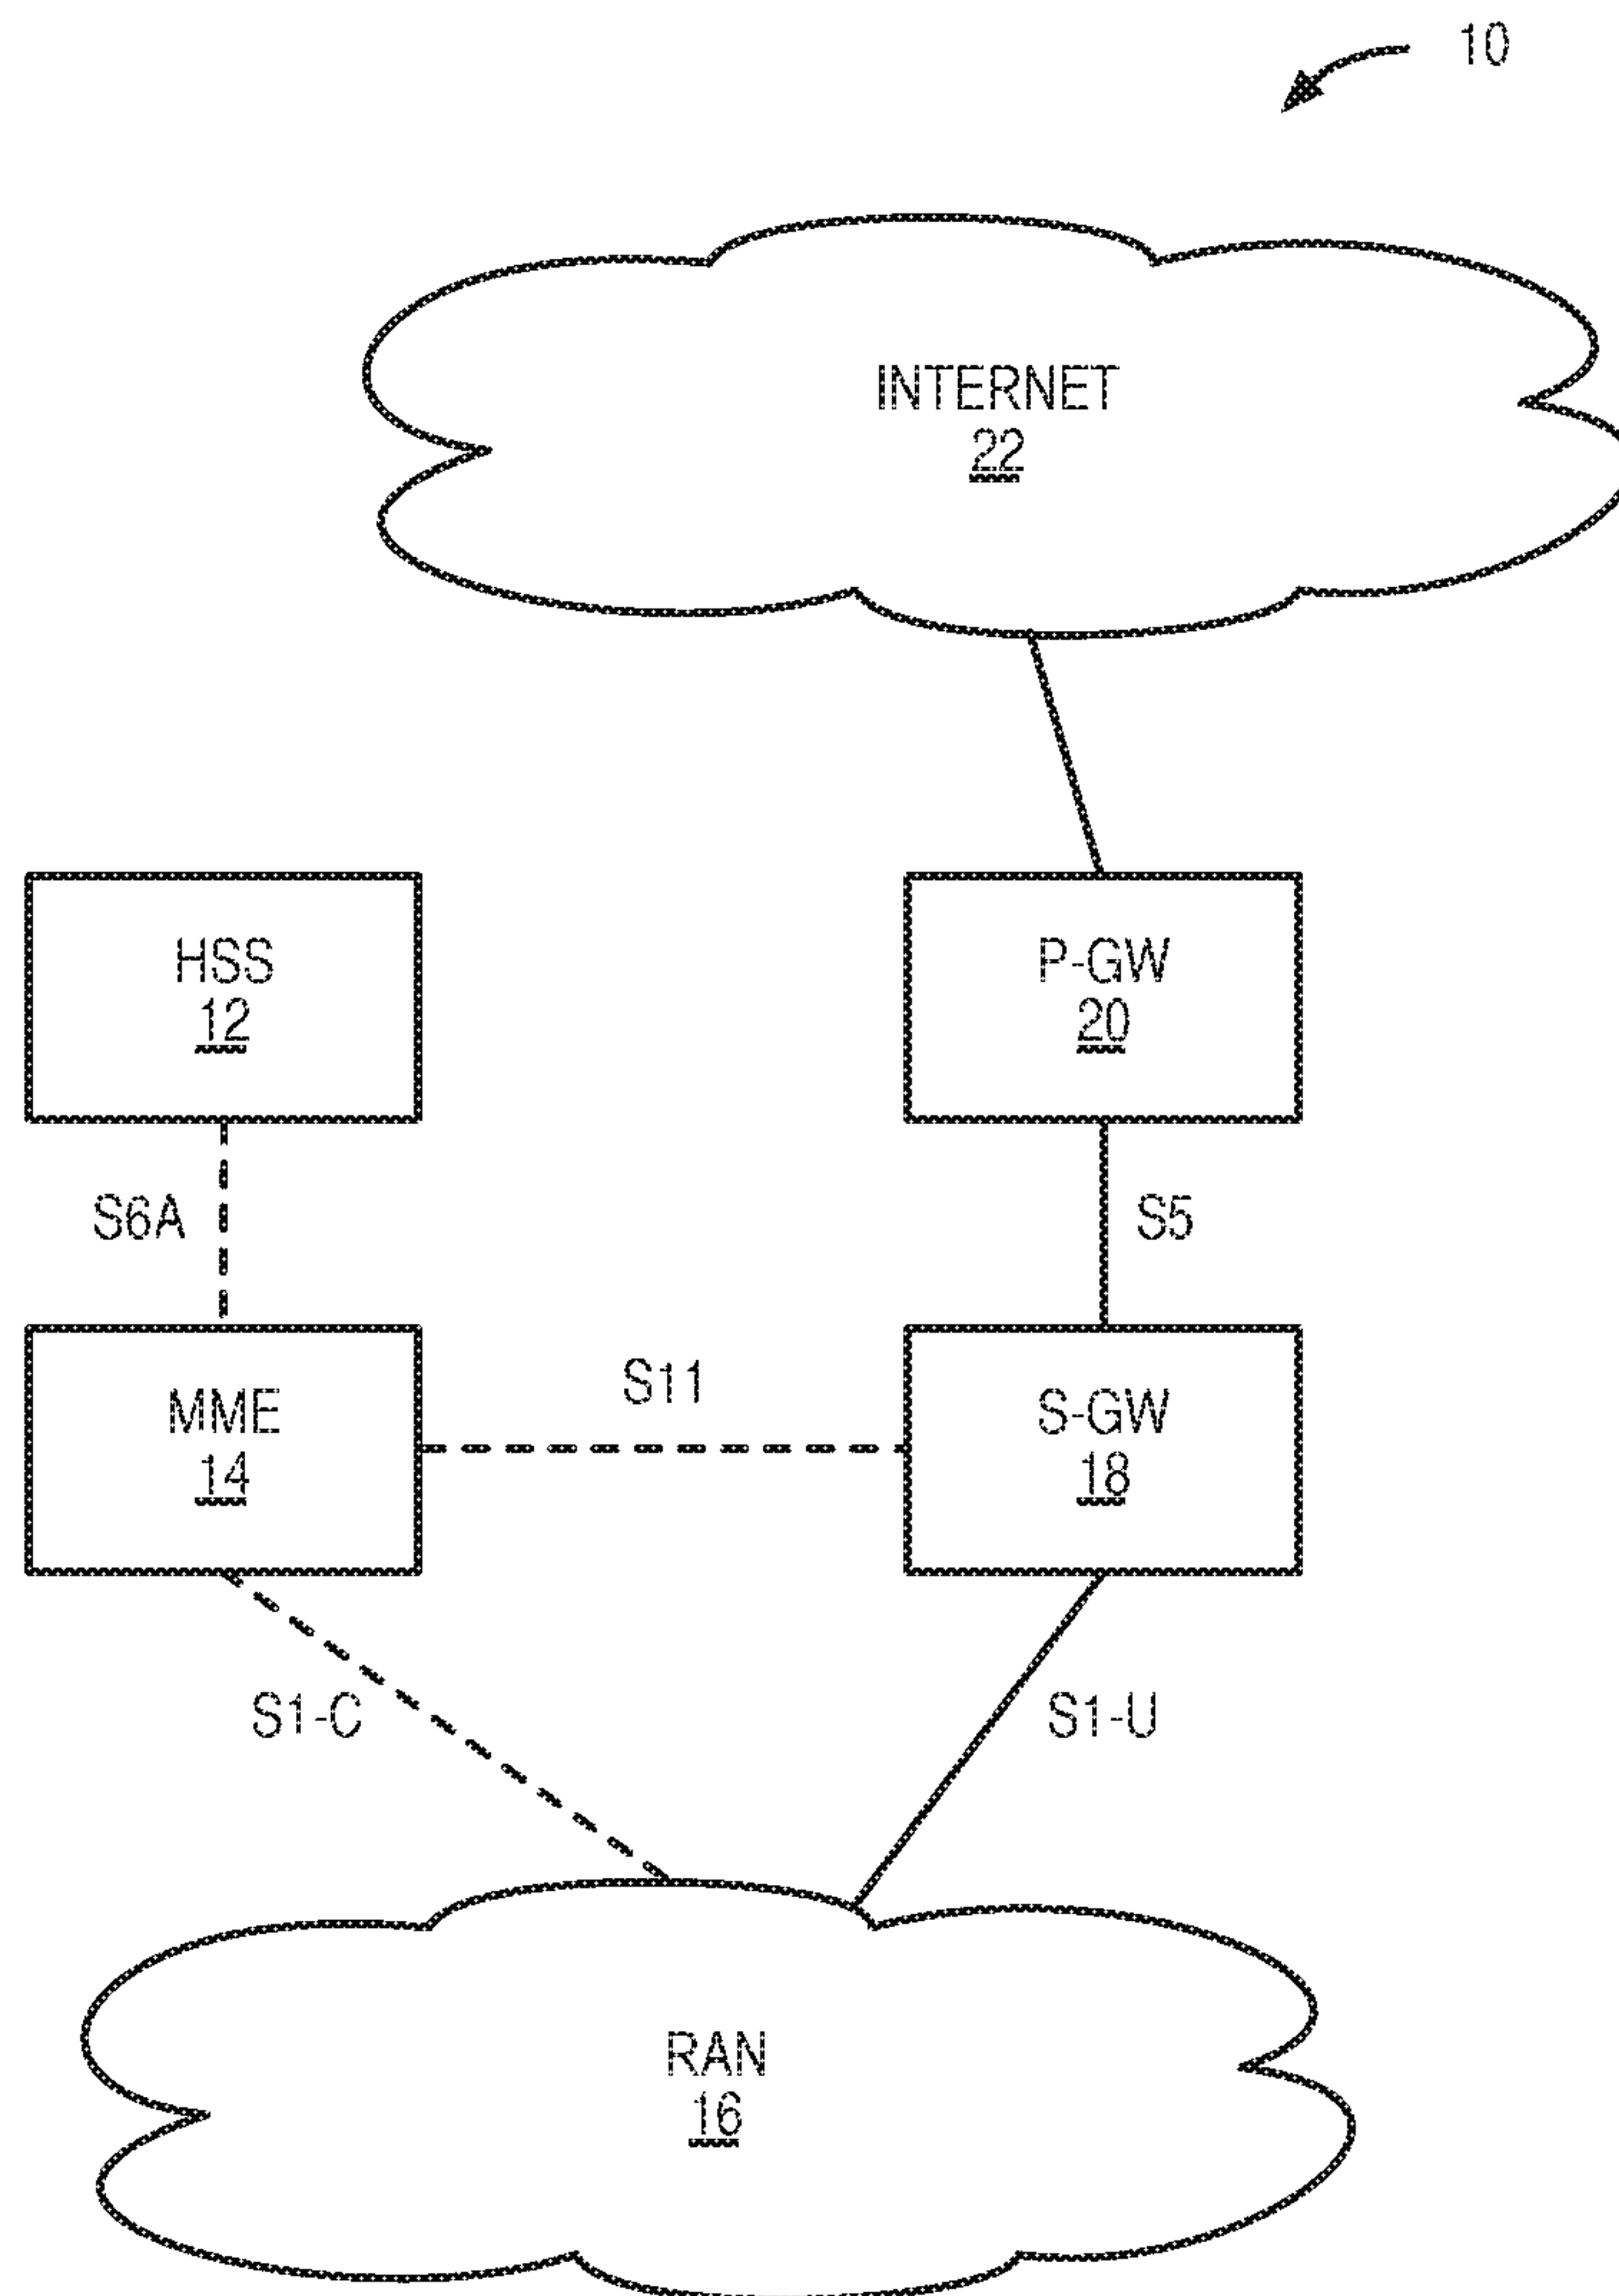 10
INTERNET
22
HSS
12
P-GW
20
S6A
S5
MME
14
S11
S-GW
18
S1-C
S1-U
RAN
16